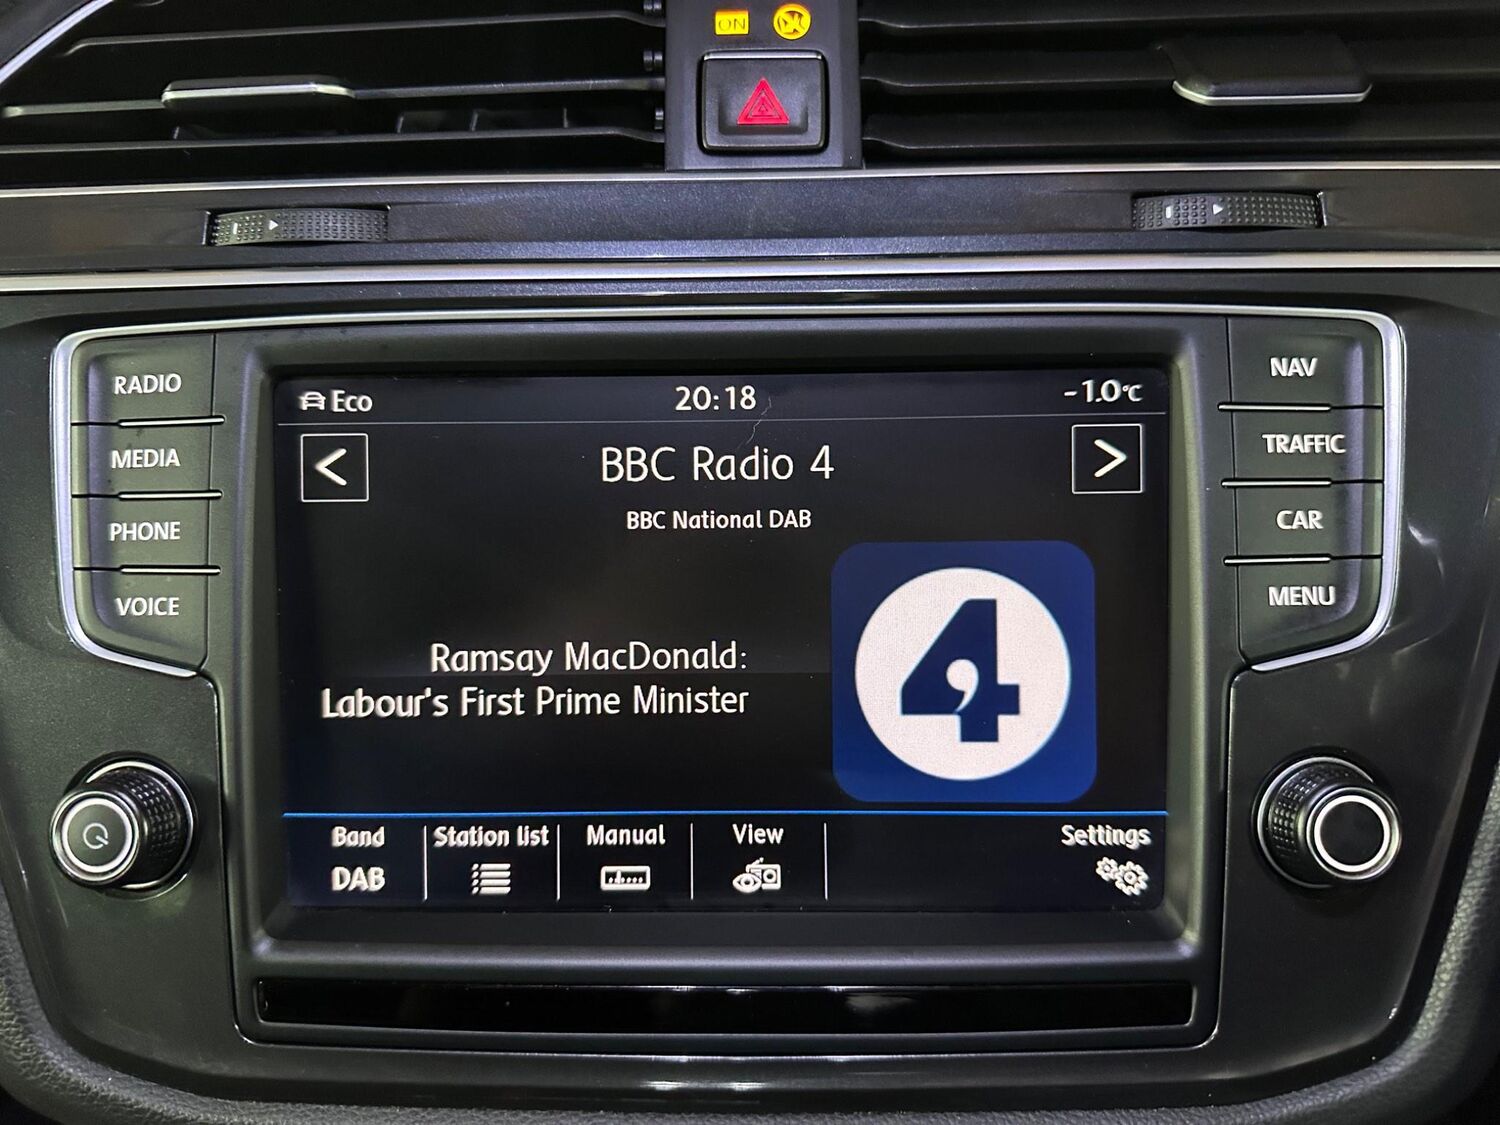 ON
RADIO
MEDIA
PHONE
VOICE
Eco
20:18
-1.0°C
<
BBC Radio 4
>
BBC National DAB
Ramsay MacDonald:
Labour's First Prime Minister
4
Band
DAB
Station list
Manual
View
Settings
NAV
TRAFFIC
CAR
MENU